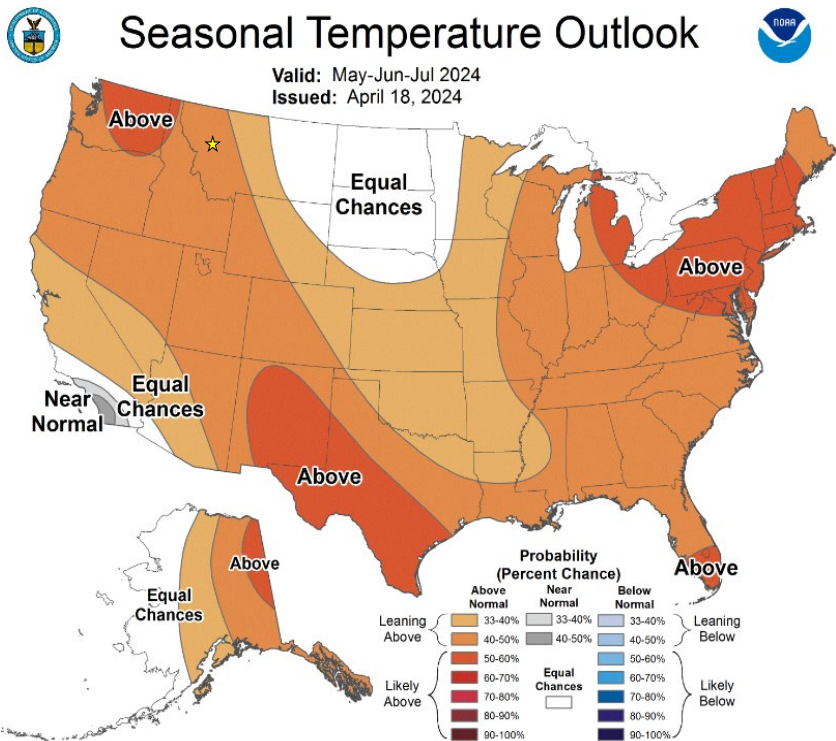 Seasonal Temperature Outlook
NOAA
Valid: May-Jun-Jul 2024
Issued: April 18, 2024
Above
Equal
Chances
Above
Equal
Chances
Near
Normal
Above
Above
Equal
Chances
Above
Probability
(Percent Chance)
Above
Normal
Near
Normal
Below
Normal
Leaning
Above
33-40%
33-40%
33-40%
Leaning
Below
40-50%
40-50%
40-50%
Likely
Above
50-60%
50-60%
60-70%
60-70%
70-80%
70-80%
80-90%
80-90%
90-100%
90-100%
Equal
Chances
Likely
Below